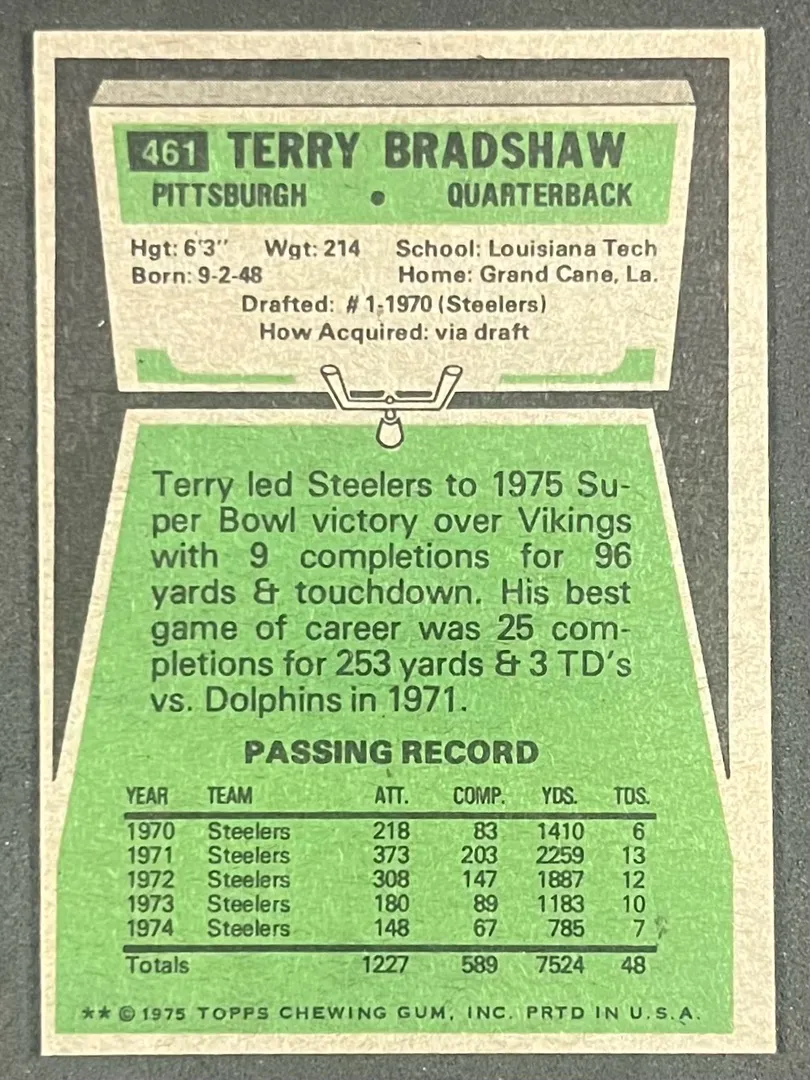 461 TERRY BRADSHAW
PITTSBURGH • QUARTERBACK
Hgt: 6'3" Wgt: 214 School: Louisiana Tech
Born: 9-2-48 Home: Grand Cane, La.
Drafted: #1-1970 (Steelers)
How Acquired: via draft
Terry led Steelers to 1975 Su-
per Bowl victory over Vikings
with 9 completions for 96
yards & touchdown. His best
game of career was 25 com-
pletions for 253 yards & 3 TD's
vs. Dolphins in 1971.
PASSING RECORD
YEAR TEAM ATT. COMP. YDS. TDS.
1970 Steelers 218 83 1410 6
1971 Steelers 373 203 2259 13
1972 Steelers 308 147 1887 12
1973 Steelers 180 89 1183 10
1974 Steelers 148 67 785 7
Totals 1227 589 7524 48
** © 1975 TOPPS CHEWING GUM, INC. PRTD IN U.S.A.